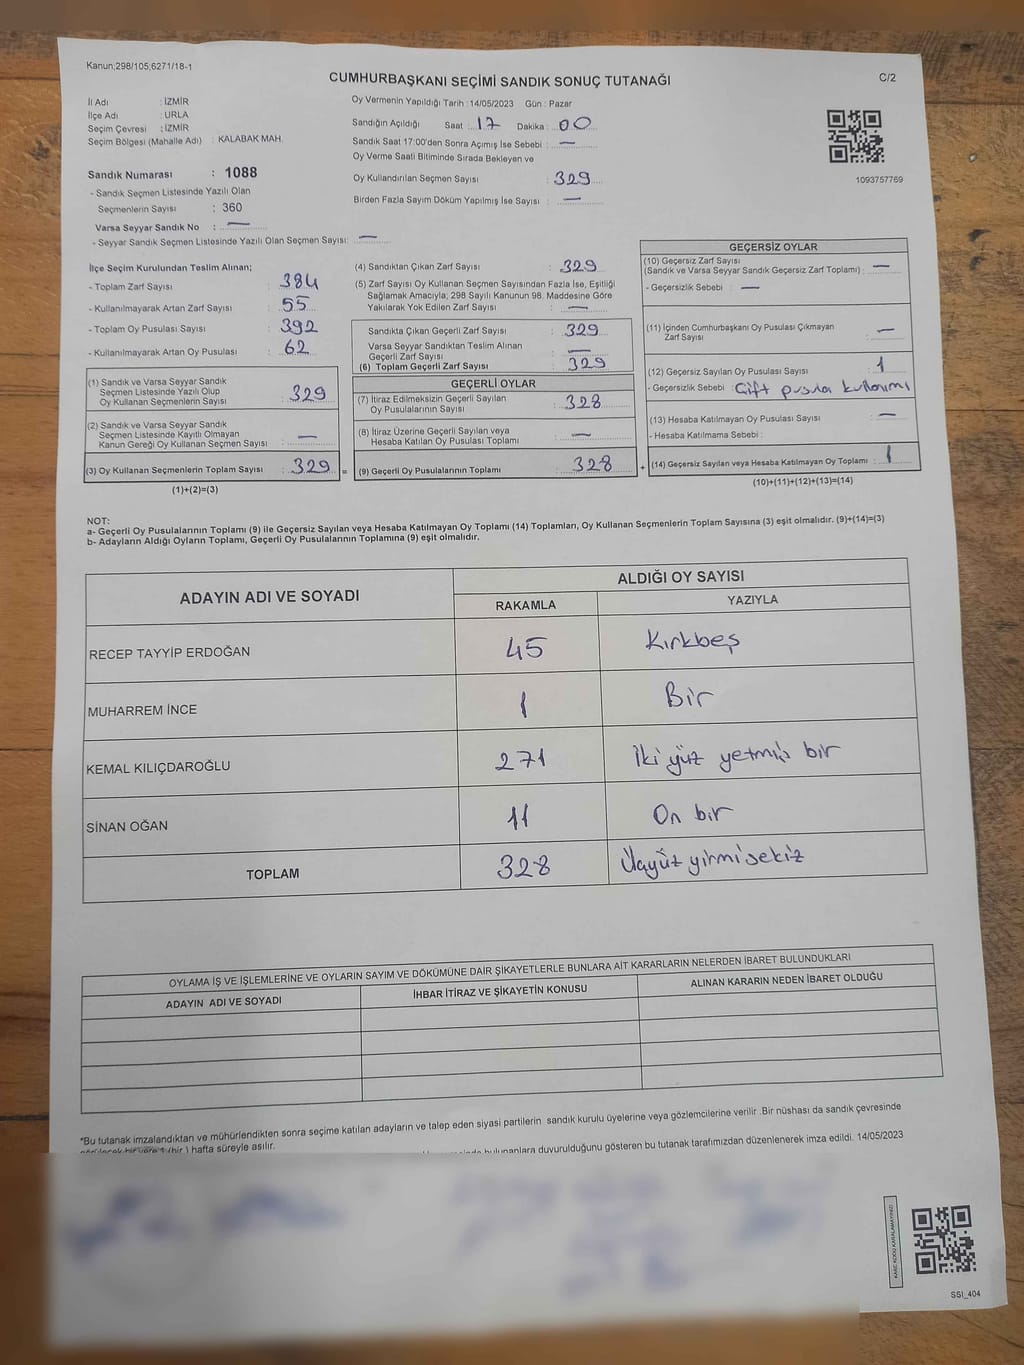 Kanun,298/105,6271/18-1
CUMHURBAŞKANI SEÇİMİ SANDIK SONUÇ TUTANAĞI
C/2
İl Adı : İZMİR
İlçe Adı : URLA
Seçim Çevresi : İZMİR
Seçim Bölgesi (Mahalle Adı) : KALABAK MAH.
Sandık Numarası : 1088
- Sandık Seçmen Listesinde Yazılı Olan
Seçmenlerin Sayısı : 360
Varsa Seyyar Sandık No : —
- Seyyar Sandık Seçmen Listesinde Yazılı Olan Seçmen Sayısı: —
Oy Vermenin Yapıldığı Tarih :14/05/2023 Gün : Pazar
Sandığın Açıldığı Saat : 17 Dakika : 00
Sandık Saat 17:00'den Sonra Açımış İse Sebebi : —
Oy Verme Saati Bitiminde Sırada Bekleyen ve
Oy Kullandırılan Seçmen Sayısı : 329
Birden Fazla Sayım Döküm Yapılmış İse Sayısı : —
1093757769
İlçe Seçim Kurulundan Teslim Alınan;
- Toplam Zarf Sayısı : 384
- Kullanılmayarak Artan Zarf Sayısı : 55
- Toplam Oy Pusulası Sayısı : 392
- Kullanılmayarak Artan Oy Pusulası : 62
(1) Sandık ve Varsa Seyyar Sandık
Seçmen Listesinde Yazılı Olup
Oy Kullanan Seçmenlerin Sayısı : 329
(2) Sandık ve Varsa Seyyar Sandık
Seçmen Listesinde Kayıtlı Olmayan
Kanun Gereği Oy Kullanan Seçmen Sayısı : —
(3) Oy Kullanan Seçmenlerin Toplam Sayısı : 329 =
(1)+(2)=(3)
(4) Sandıktan Çıkan Zarf Sayısı : 329
(5) Zarf Sayısı Oy Kullanan Seçmen Sayısından Fazla İse, Eşitliği
Sağlamak Amacıyla; 298 Sayılı Kanunun 98. Maddesine Göre
Yakılarak Yok Edilen Zarf Sayısı : —
Sandıkta Çıkan Geçerli Zarf Sayısı : 329
Varsa Seyyar Sandıktan Teslim Alınan
Geçerli Zarf Sayısı : —
(6) Toplam Geçerli Zarf Sayısı : 329
GEÇERLİ OYLAR
(7) İtiraz Edilmeksizin Geçerli Sayılan
Oy Pusulalarının Sayısı : 328
(8) İtiraz Üzerine Geçerli Sayılan veya
Hesaba Katılan Oy Pusulası Toplamı : —
(9) Geçerli Oy Pusulalarının Toplamı : 328 +
GEÇERSİZ OYLAR
(10) Geçersiz Zarf Sayısı
(Sandık ve Varsa Seyyar Sandık Geçersiz Zarf Toplamı) : —
- Geçersizlik Sebebi : —
(11) İçinden Cumhurbaşkanı Oy Pusulası Çıkmayan
Zarf Sayısı : —
(12) Geçersiz Sayılan Oy Pusulası Sayısı : 1
- Geçersizlik Sebebi : Çift pusula kullanımı
(13) Hesaba Katılmayan Oy Pusulası Sayısı : —
- Hesaba Katılmama Sebebi :
(14) Geçersiz Sayılan veya Hesaba Katılmayan Oy Toplamı : 1
(10)+(11)+(12)+(13)=(14)
NOT:
a- Geçerli Oy Pusulalarının Toplamı (9) ile Geçersiz Sayılan veya Hesaba Katılmayan Oy Toplamı (14) Toplamları, Oy Kullanan Seçmenlerin Toplam Sayısına (3) eşit olmalıdır. (9)+(14)=(3)
b- Adayların Aldığı Oyların Toplamı, Geçerli Oy Pusulalarının Toplamına (9) eşit olmalıdır.
ADAYIN ADI VE SOYADI
ALDIĞI OY SAYISI
RAKAMLA YAZIYLA
RECEP TAYYİP ERDOĞAN 45 Kırkbeş
MUHARREM İNCE 1 Bir
KEMAL KILIÇDAROĞLU 271 İki yüz yetmiş bir
SİNAN OĞAN 11 On bir
TOPLAM 328 Üçyüz yirmi sekiz
OYLAMA İŞ VE İŞLEMLERİNE VE OYLARIN SAYIM VE DÖKÜMÜNE DAİR ŞİKAYETLERLE BUNLARA AİT KARARLARIN NELERDEN İBARET BULUNDUKLARI
ADAYIN ADI VE SOYADI İHBAR İTİRAZ VE ŞİKAYETİN KONUSU ALINAN KARARIN NEDEN İBARET OLDUĞU
*Bu tutanak imzalandıktan ve mühürlendikten sonra seçime katılan adayların ve talep eden siyasi partilerin sandık kurulu üyelerine veya gözlemcilerine verilir .Bir nüshası da sandık çevresinde
görülecek bir yere 1 (bir ) hafta süreyle asılır.
duyurulduğunu gösteren bu tutanak tarafımızdan düzenlenerek imza edildi. 14/05/2023
KARE KODU KARALAMAYINIZ!
SSI_404